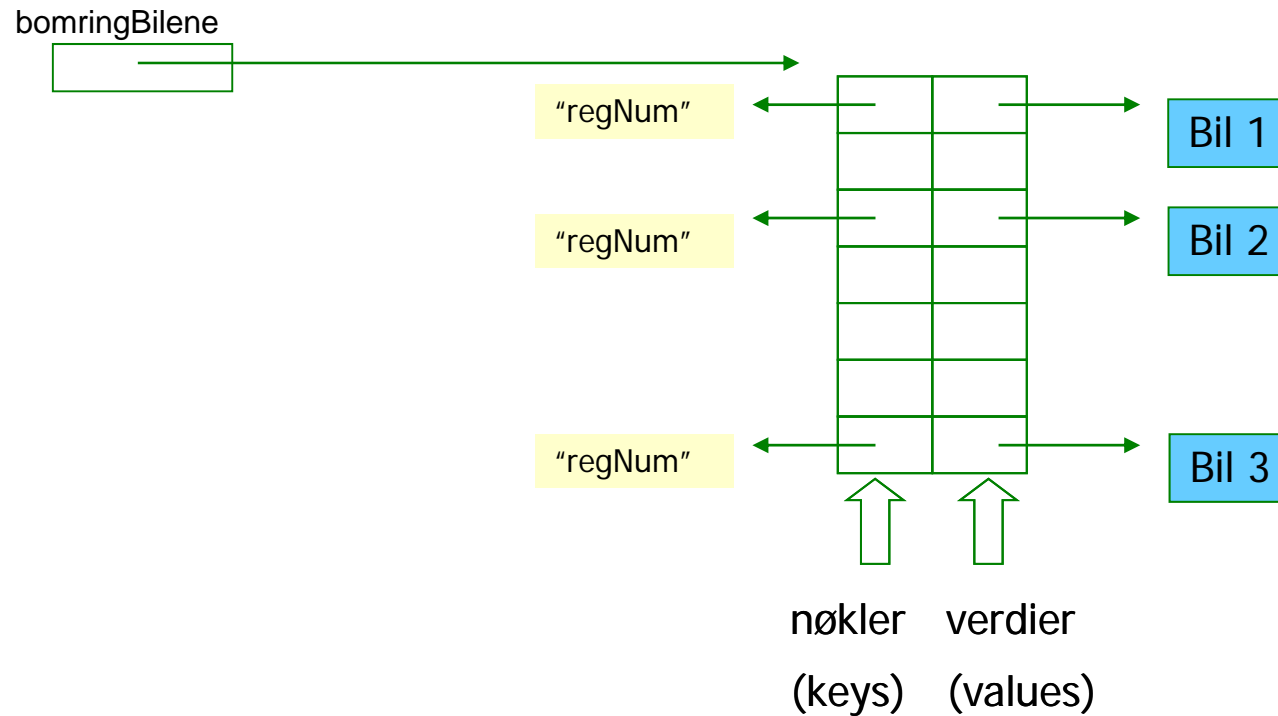 bomringBilene
“regNum” Bil 1
“regNum” Bil 2
“regNum” Bil 3
nøkler verdier
(keys) (values)